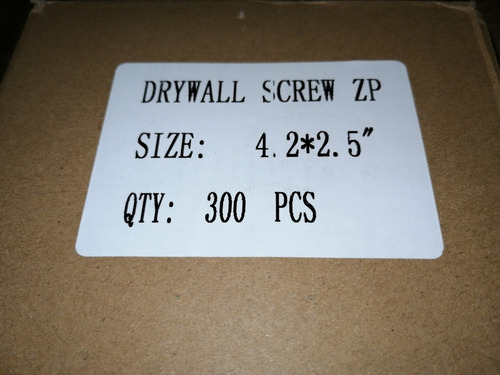 DRYWALL SCREW ZP
SIZE: 4.2*2.5"
QTY: 300 PCS